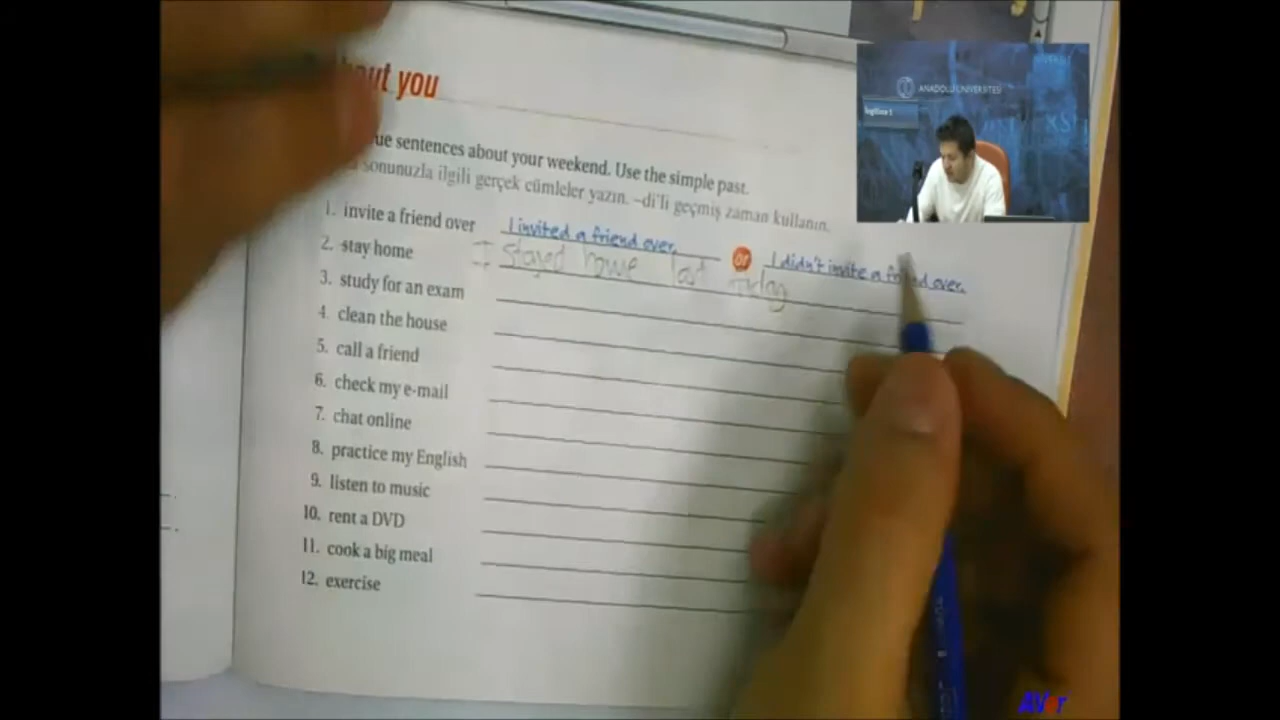 out you
ue sentences about your weekend. Use the simple past.
sonunuzla ilgili gerçek cümleler yazın. –di'li geçmiş zaman kullanın.
1. invite a friend over I invited a friend over. or I didn't invite a friend over.
2. stay home I stayed home last
3. study for an exam
4. clean the house
5. call a friend
6. check my e-mail
7. chat online
8. practice my English
9. listen to music
10. rent a DVD
11. cook a big meal
12. exercise
ANADOLU ÜNİVERSİTESİ
AVer